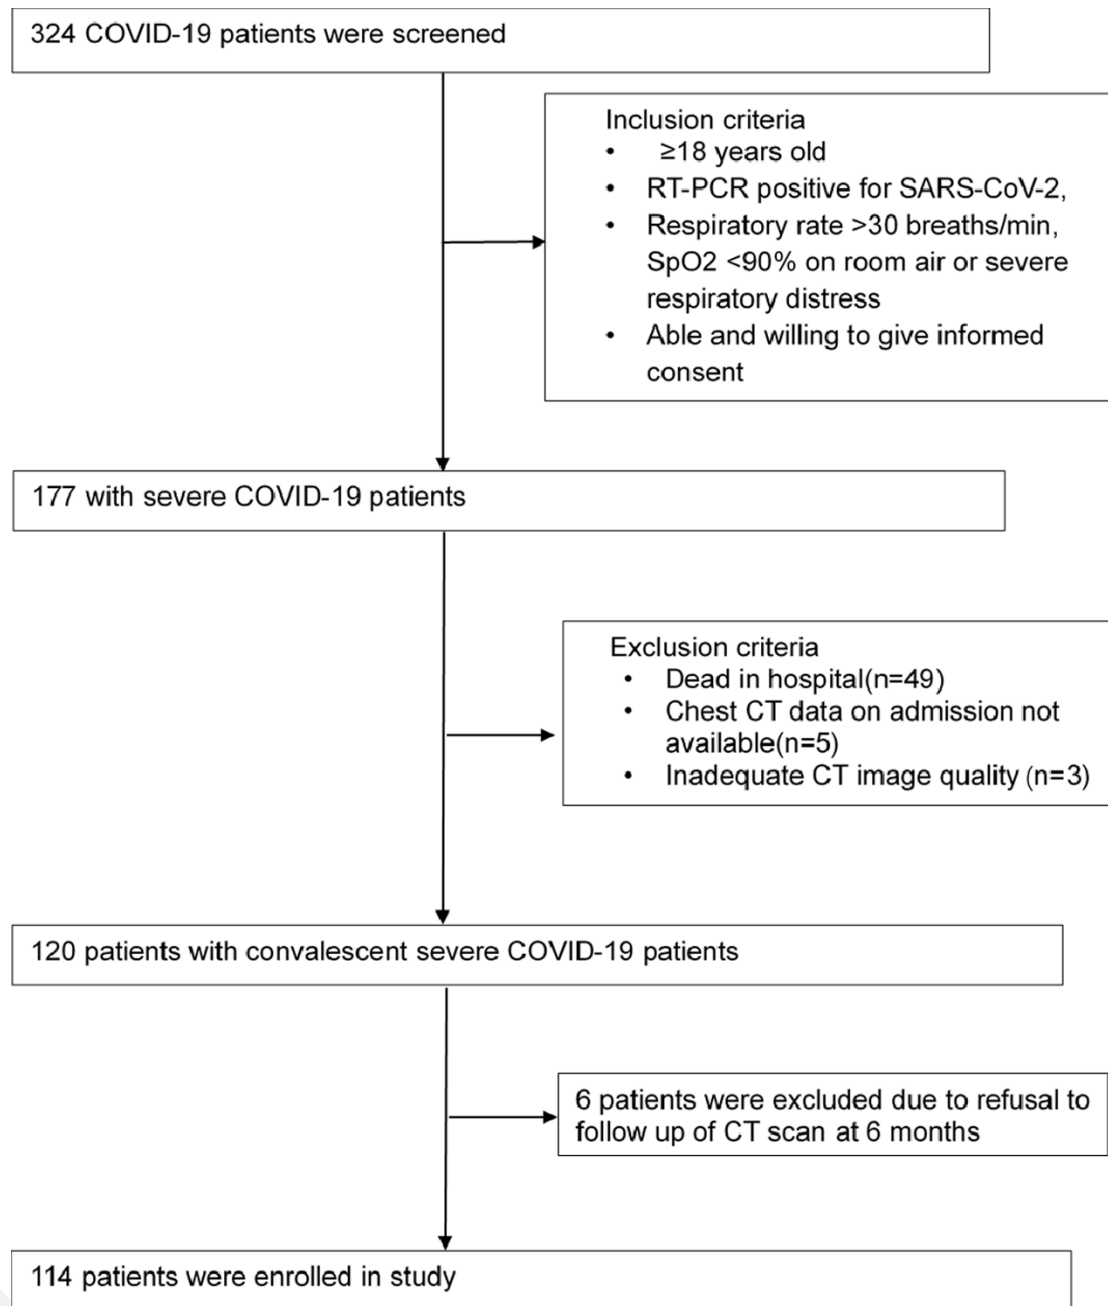 324 COVID-19 patients were screened
Inclusion criteria
• ≥18 years old
• RT-PCR positive for SARS-CoV-2,
• Respiratory rate >30 breaths/min,
SpO2 <90% on room air or severe
respiratory distress
• Able and willing to give informed
consent
177 with severe COVID-19 patients
Exclusion criteria
• Dead in hospital(n=49)
• Chest CT data on admission not
available(n=5)
• Inadequate CT image quality (n=3)
120 patients with convalescent severe COVID-19 patients
6 patients were excluded due to refusal to
follow up of CT scan at 6 months
114 patients were enrolled in study